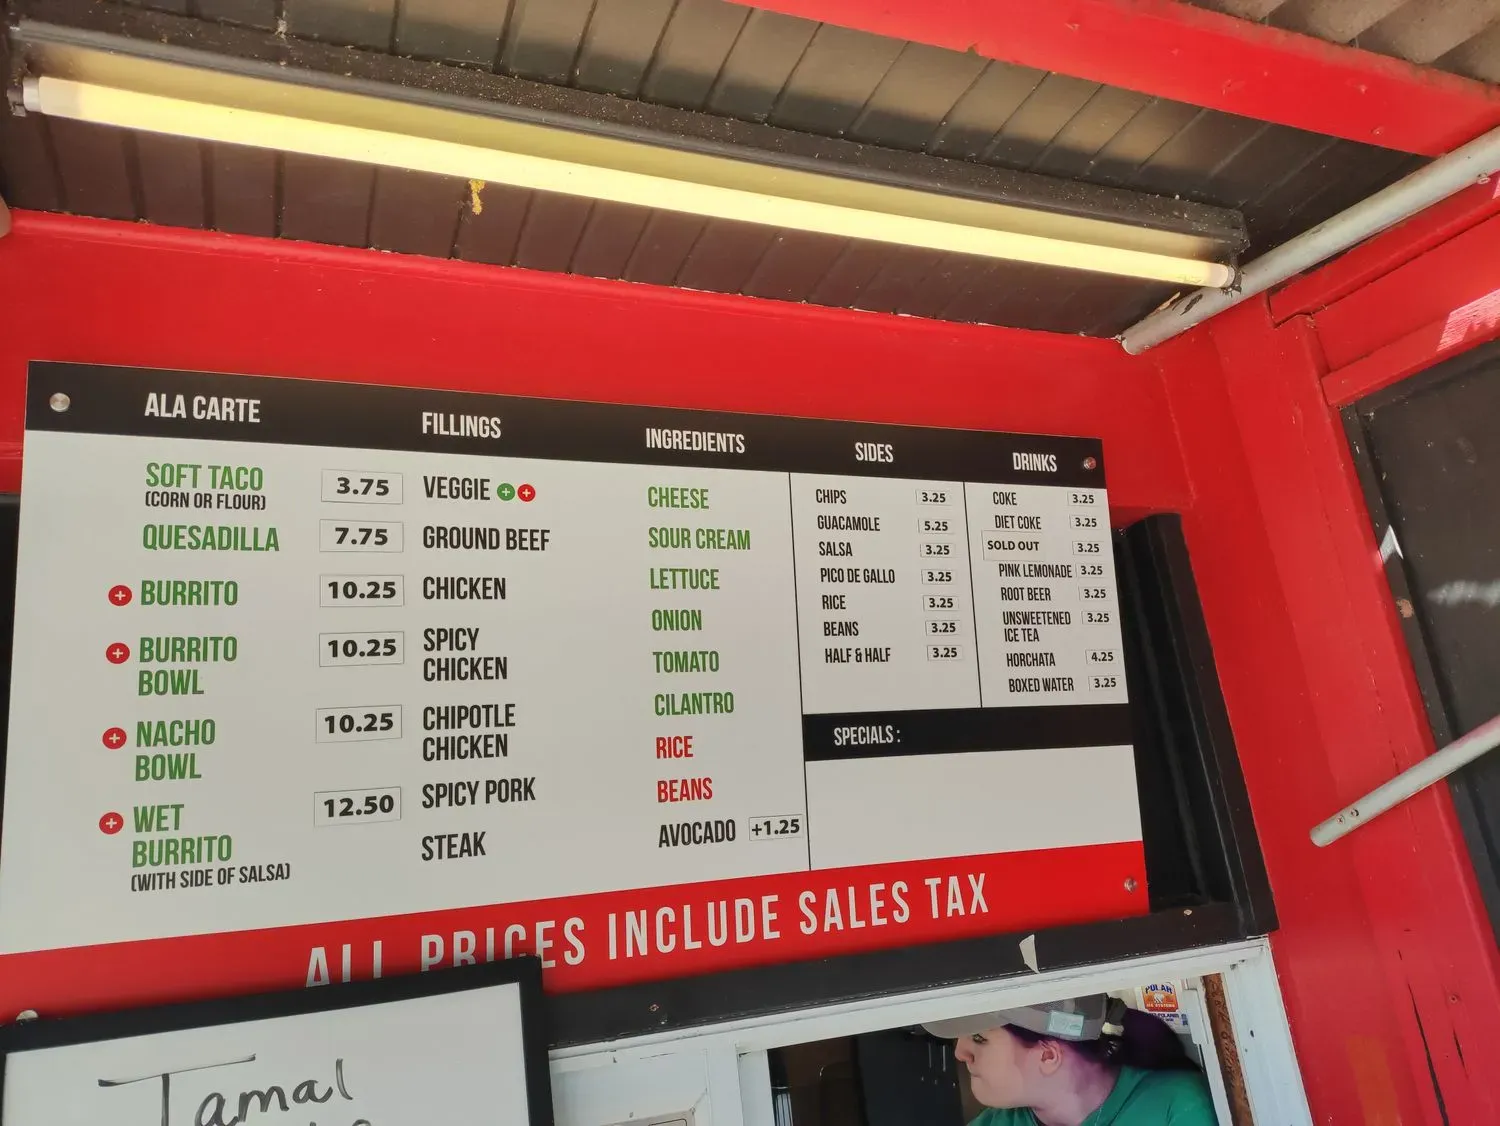 ALA CARTE
SOFT TACO 3.75
(CORN OR FLOUR)
QUESADILLA 7.75
+ BURRITO 10.25
+ BURRITO 10.25
BOWL
+ NACHO 10.25
BOWL
+ WET 12.50
BURRITO
(WITH SIDE OF SALSA)
FILLINGS
VEGGIE + +
GROUND BEEF
CHICKEN
SPICY
CHICKEN
CHIPOTLE
CHICKEN
SPICY PORK
STEAK
INGREDIENTS
CHEESE
SOUR CREAM
LETTUCE
ONION
TOMATO
CILANTRO
RICE
BEANS
AVOCADO +1.25
SIDES
CHIPS 3.25
GUACAMOLE 5.25
SALSA 3.25
PICO DE GALLO 3.25
RICE 3.25
BEANS 3.25
HALF & HALF 3.25
DRINKS
COKE 3.25
DIET COKE 3.25
SOLD OUT 3.25
PINK LEMONADE 3.25
ROOT BEER 3.25
UNSWEETENED 3.25
ICE TEA
HORCHATA 4.25
BOXED WATER 3.25
SPECIALS :
ALL PRICES INCLUDE SALES TAX
Tamal
POLAR